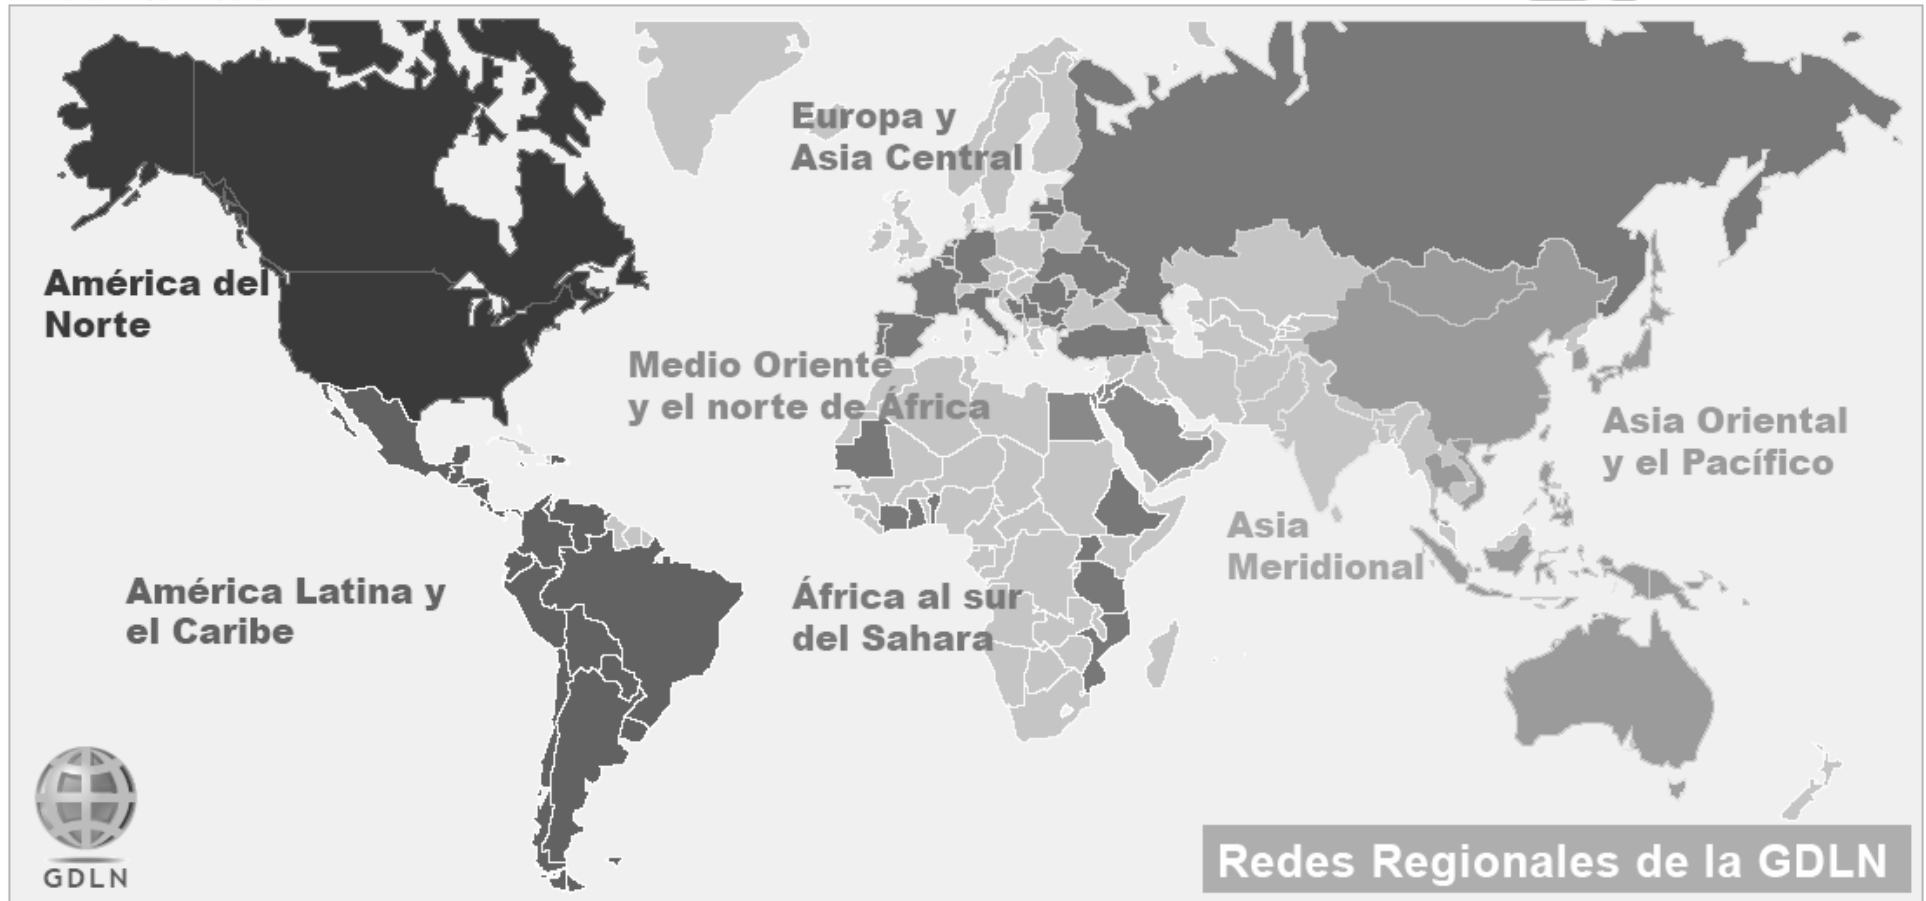 Europa y
Asia Central
América del
Norte
Medio Oriente
y el norte de África
Asia Oriental
y el Pacífico
Asia
Meridional
América Latina y
el Caribe
África al sur
del Sahara
GDLN
Redes Regionales de la GDLN